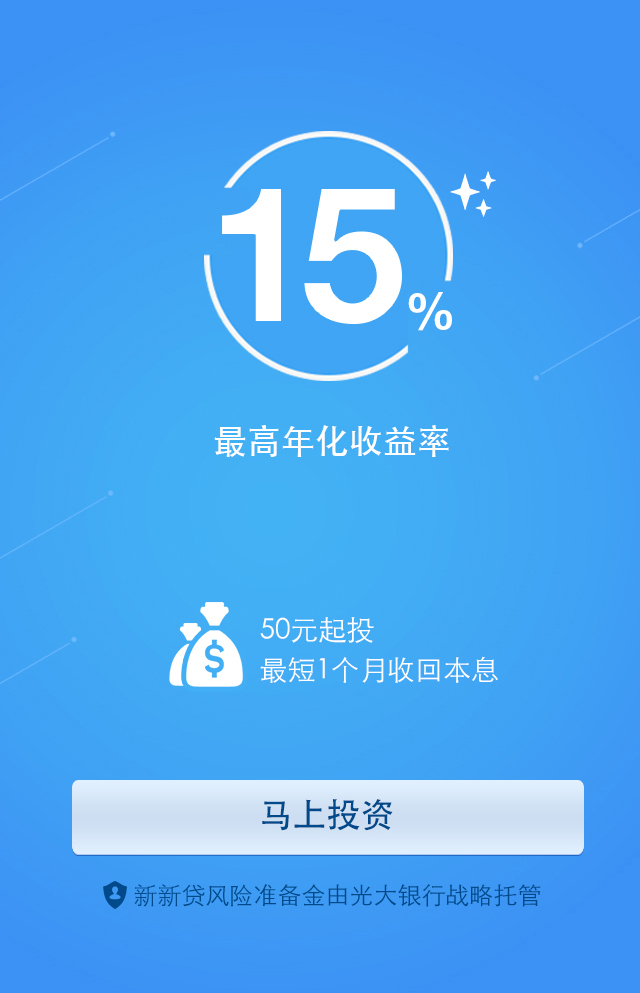 15%
最高年化收益率
50元起投
最短1个月收回本息
马上投资
新新贷风险准备金由光大银行战略托管